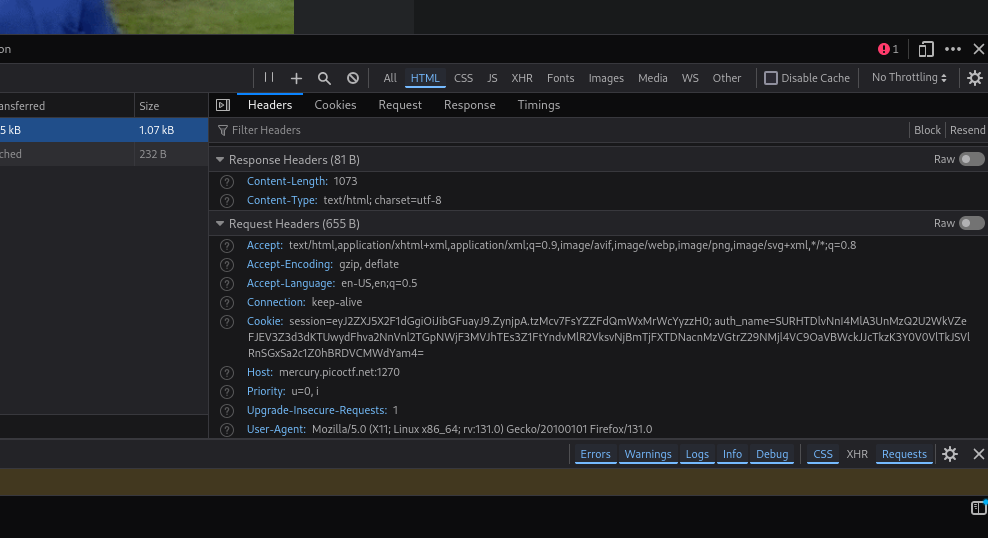 on
1
All HTML CSS JS XHR Fonts Images Media WS Other Disable Cache No Throttling
ansferred Size
Headers Cookies Request Response Timings
5 kB 1.07 kB
Filter Headers
Block Resend
ched 232 B
Response Headers (81 B)
Raw
Content-Length: 1073
Content-Type: text/html; charset=utf-8
Request Headers (655 B)
Raw
Accept: text/html,application/xhtml+xml,application/xml;q=0.9,image/avif,image/webp,image/png,image/svg+xml,*/*;q=0.8
Accept-Encoding: gzip, deflate
Accept-Language: en-US,en;q=0.5
Connection: keep-alive
Cookie: session=eyJ2ZXJ5X2F1dGgiOiJibGFuayJ9.ZynjpA.tzMcv7FsYZZFdQmWxMrWcYyzzH0; auth_name=SURHTDlvNnI4MlA3UnMzQ2U2WkVZe
FJEV3Z3d3dKTUwydFhva2NnVnl2TGpNWjF3MVJhTEs3Z1FtYndvMlR2VksvNjBmTjFXTDNacnMzVGtrZ29NMjl4VC9OaVBWckJJcTkzK3Y0V0VlTkJSVl
RnSGxSa2c1Z0hBRDVCMWdYam4=
Host: mercury.picoctf.net:1270
Priority: u=0, i
Upgrade-Insecure-Requests: 1
User-Agent: Mozilla/5.0 (X11; Linux x86_64; rv:131.0) Gecko/20100101 Firefox/131.0
Errors Warnings Logs Info Debug CSS XHR Requests